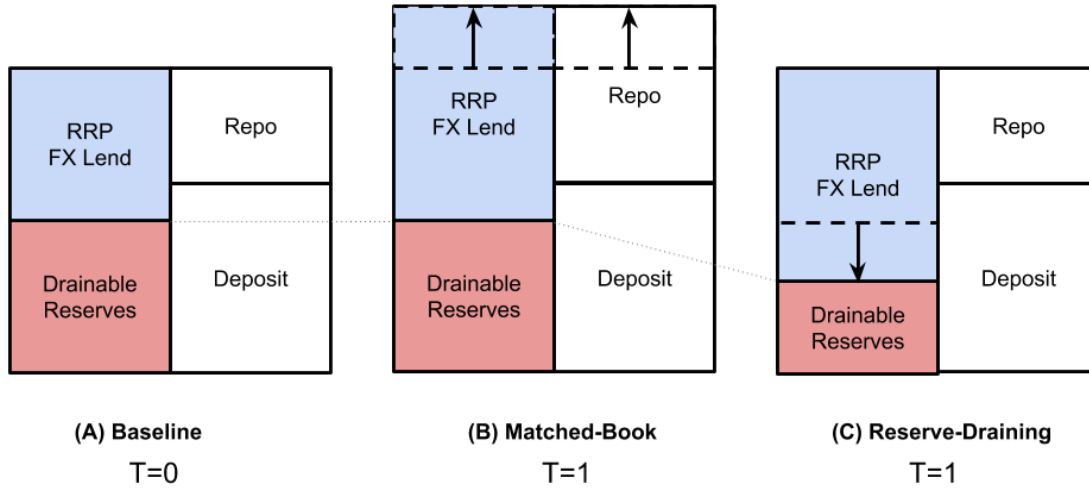 RRP
FX Lend
Repo
Drainable
Reserves
Deposit
(A) Baseline
T=0
RRP
FX Lend
Repo
Drainable
Reserves
Deposit
(B) Matched-Book
T=1
RRP
FX Lend
Repo
Drainable
Reserves
Deposit
(C) Reserve-Draining
T=1